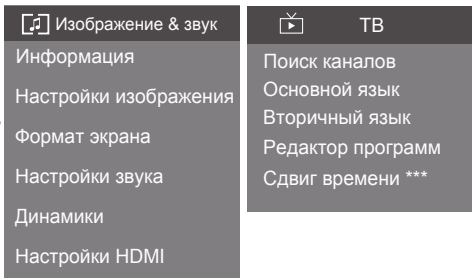 Изображение & звук
Информация
Настройки изображения
Формат экрана
Настройки звука
Динамики
Настройки HDMI
ТВ
Поиск каналов
Основной язык
Вторичный язык
Редактор программ
Сдвиг времени ***